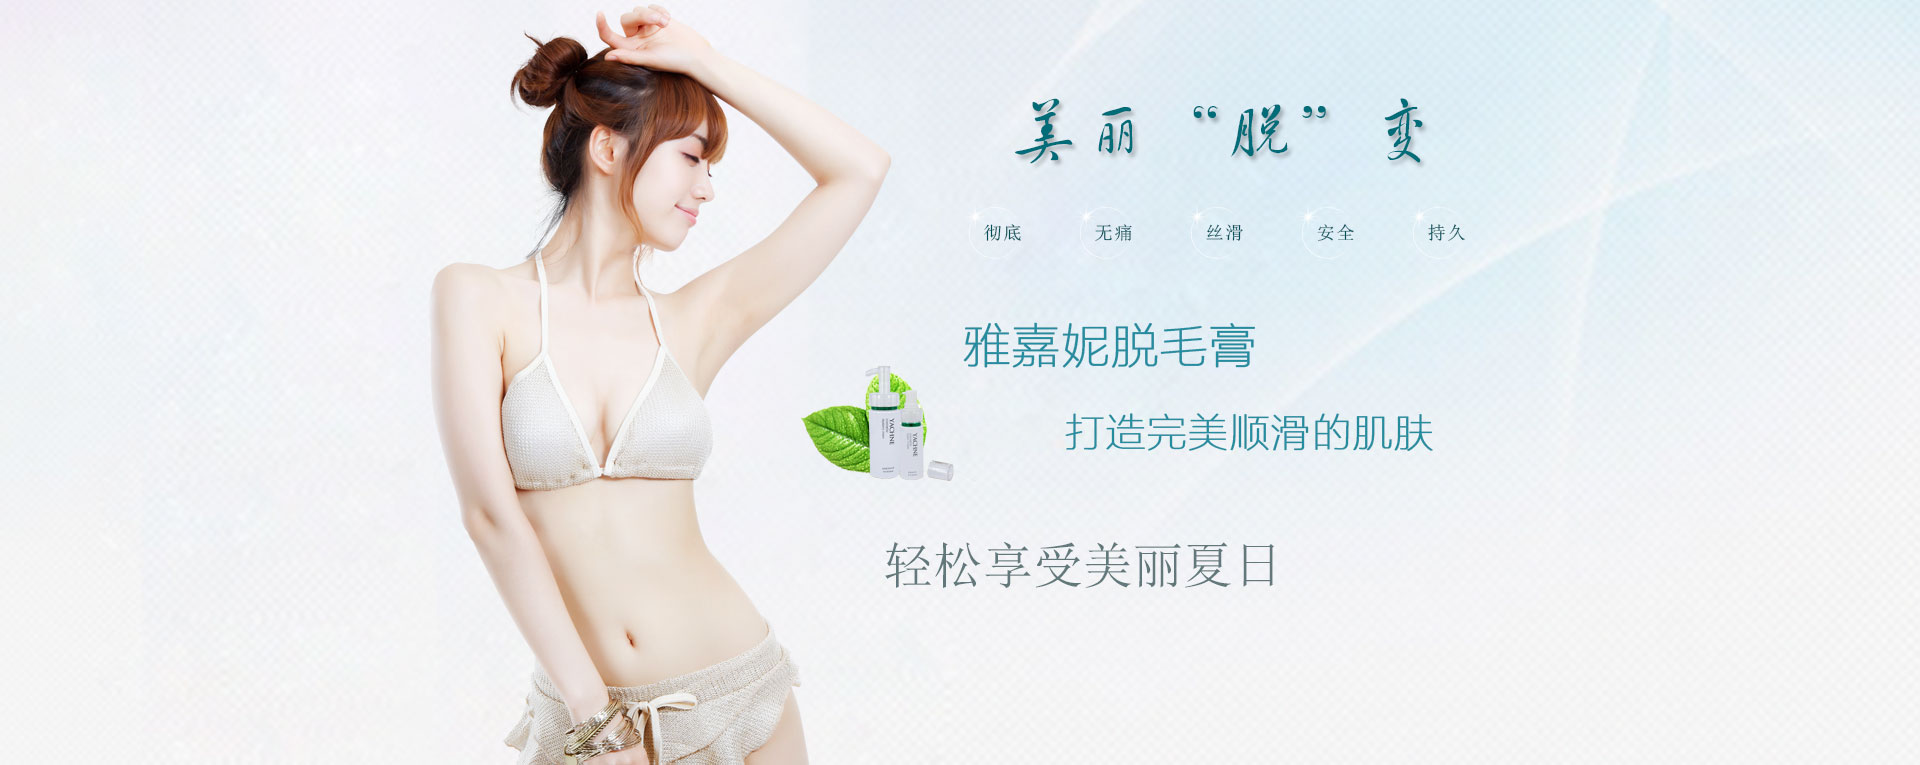 美丽“脱”变
彻底 无痛 丝滑 安全 持久
雅嘉妮脱毛膏
打造完美顺滑的肌肤
轻松享受美丽夏日